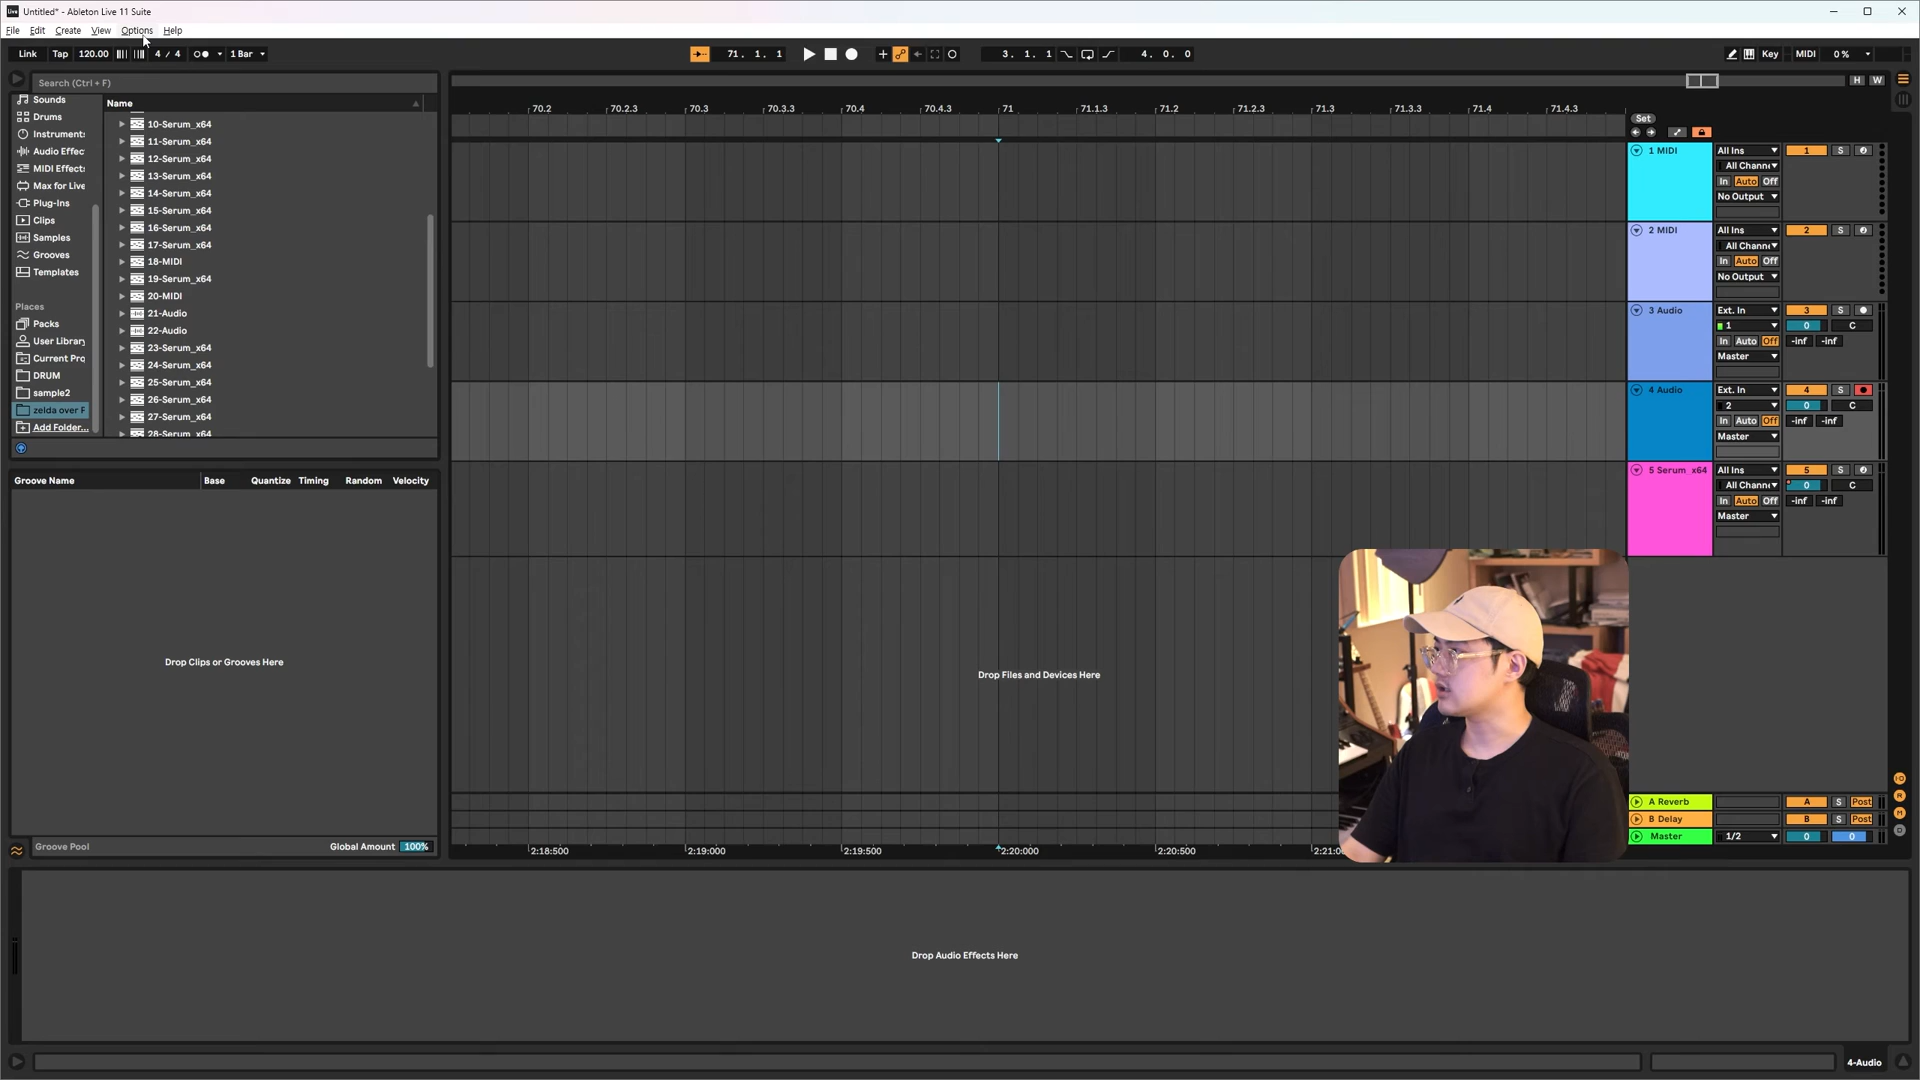 Untitled* - Ableton Live 11 Suite
File Edit Create View Options Help
Link Tap 120.00 4 / 4 1 Bar 71. 1. 1 3. 1. 1 4. 0. 0 Key MIDI 0 %
Search (Ctrl + F)
H W
Sounds
Drums
Instruments
Audio Effec
MIDI Effects
Max for Live
Plug-Ins
Clips
Samples
Grooves
Templates
Places
Packs
User Library
Current Pro
DRUM
sample2
zelda over F
Add Folder...
Name
10-Serum_x64
11-Serum_x64
12-Serum_x64
13-Serum_x64
14-Serum_x64
15-Serum_x64
16-Serum_x64
17-Serum_x64
18-MIDI
19-Serum_x64
20-MIDI
21-Audio
22-Audio
23-Serum_x64
24-Serum_x64
25-Serum_x64
26-Serum_x64
27-Serum_x64
28-Serum_x64
Groove Name Base Quantize Timing Random Velocity
Drop Clips or Grooves Here
Groove Pool Global Amount 100%
70.2 70.2.3 70.3 70.3.3 70.4 70.4.3 71 71.1.3 71.2 71.2.3 71.3 71.3.3 71.4 71.4.3
Set
1 MIDI All Ins 1 S
All Channe
In Auto Off
No Output
2 MIDI All Ins 2 S
All Channe
In Auto Off
No Output
3 Audio Ext. In 3 S
1 0 C
In Auto Off -inf -inf
Master
4 Audio Ext. In 4 S
2 0 C
In Auto Off -inf -inf
Master
5 Serum_x64 All Ins 5 S
All Channe 0 C
In Auto Off -inf -inf
Master
Drop Files and Devices Here
A Reverb A S Post
B Delay B S Post
Master 1/2 0 0
2:18:500 2:19:000 2:19:500 2:20:000 2:20:500 2:21:0
Drop Audio Effects Here
4-Audio